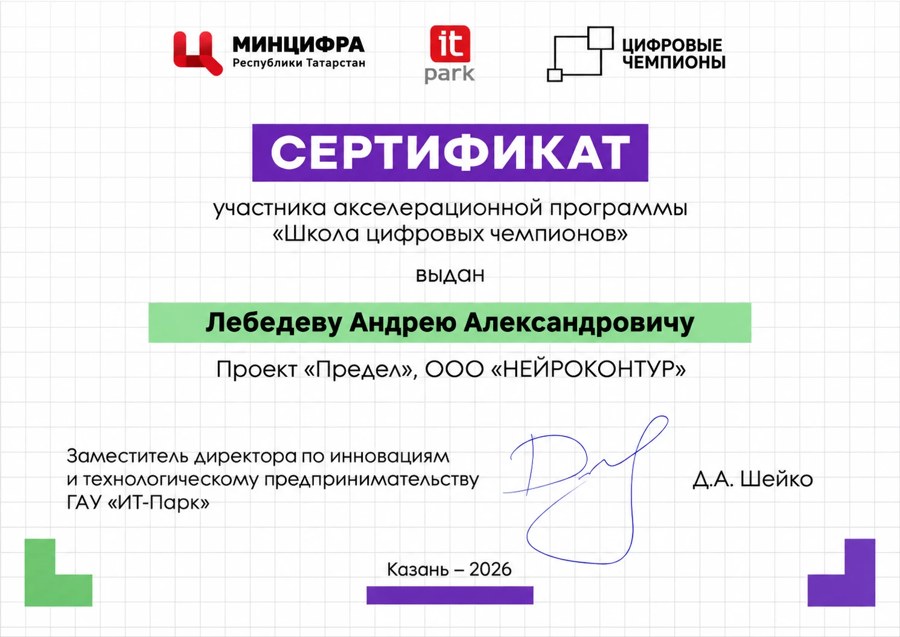 МИНЦИФРА
Республики Татарстан
it
park
ЦИФРОВЫЕ
ЧЕМПИОНЫ
СЕРТИФИКАТ
участника акселерационной программы
«Школа цифровых чемпионов»
выдан
Лебедеву Андрею Александровичу
Проект «Предел», ООО «НЕЙРОКОНТУР»
Заместитель директора по инновациям
и технологическому предпринимательству
ГАУ «ИТ-Парк»
Д.А. Шейко
Казань – 2026